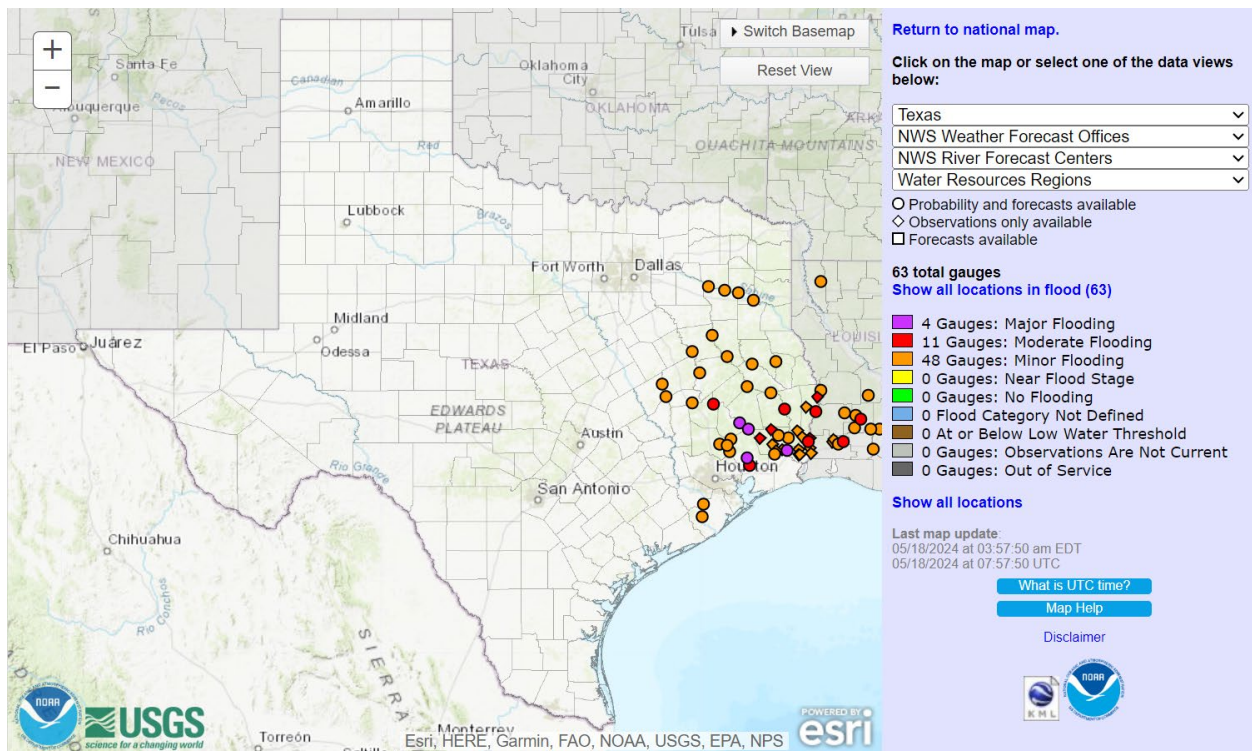 +
−
Switch Basemap
Reset View
Santa Fe
Albuquerque
NEW MEXICO
Canadian
Pecos
Amarillo
Oklahoma
City
OKLAHOMA
Tulsa
OUACHITA MOUNTAINS
Red
Lubbock
Brazos
Fort Worth
Dallas
Sabine
Midland
Odessa
El Paso
Juárez
TEXAS
EDWARDS
PLATEAU
Austin
Rio Grande
San Antonio
Houston
Chihuahua
Rio Conchos
SIERRA
Torreón
Monterrey
NOAA
USGS
science for a changing world
Esri, HERE, Garmin, FAO, NOAA, USGS, EPA, NPS
POWERED BY
esri
Return to national map.
Click on the map or select one of the data views
below:
Texas
NWS Weather Forecast Offices
NWS River Forecast Centers
Water Resources Regions
Probability and forecasts available
Observations only available
Forecasts available
63 total gauges
Show all locations in flood (63)
4 Gauges: Major Flooding
11 Gauges: Moderate Flooding
48 Gauges: Minor Flooding
0 Gauges: Near Flood Stage
0 Gauges: No Flooding
0 Flood Category Not Defined
0 At or Below Low Water Threshold
0 Gauges: Observations Are Not Current
0 Gauges: Out of Service
Show all locations
Last map update:
05/18/2024 at 03:57:50 am EDT
05/18/2024 at 07:57:50 UTC
What is UTC time?
Map Help
Disclaimer
KML
NOAA